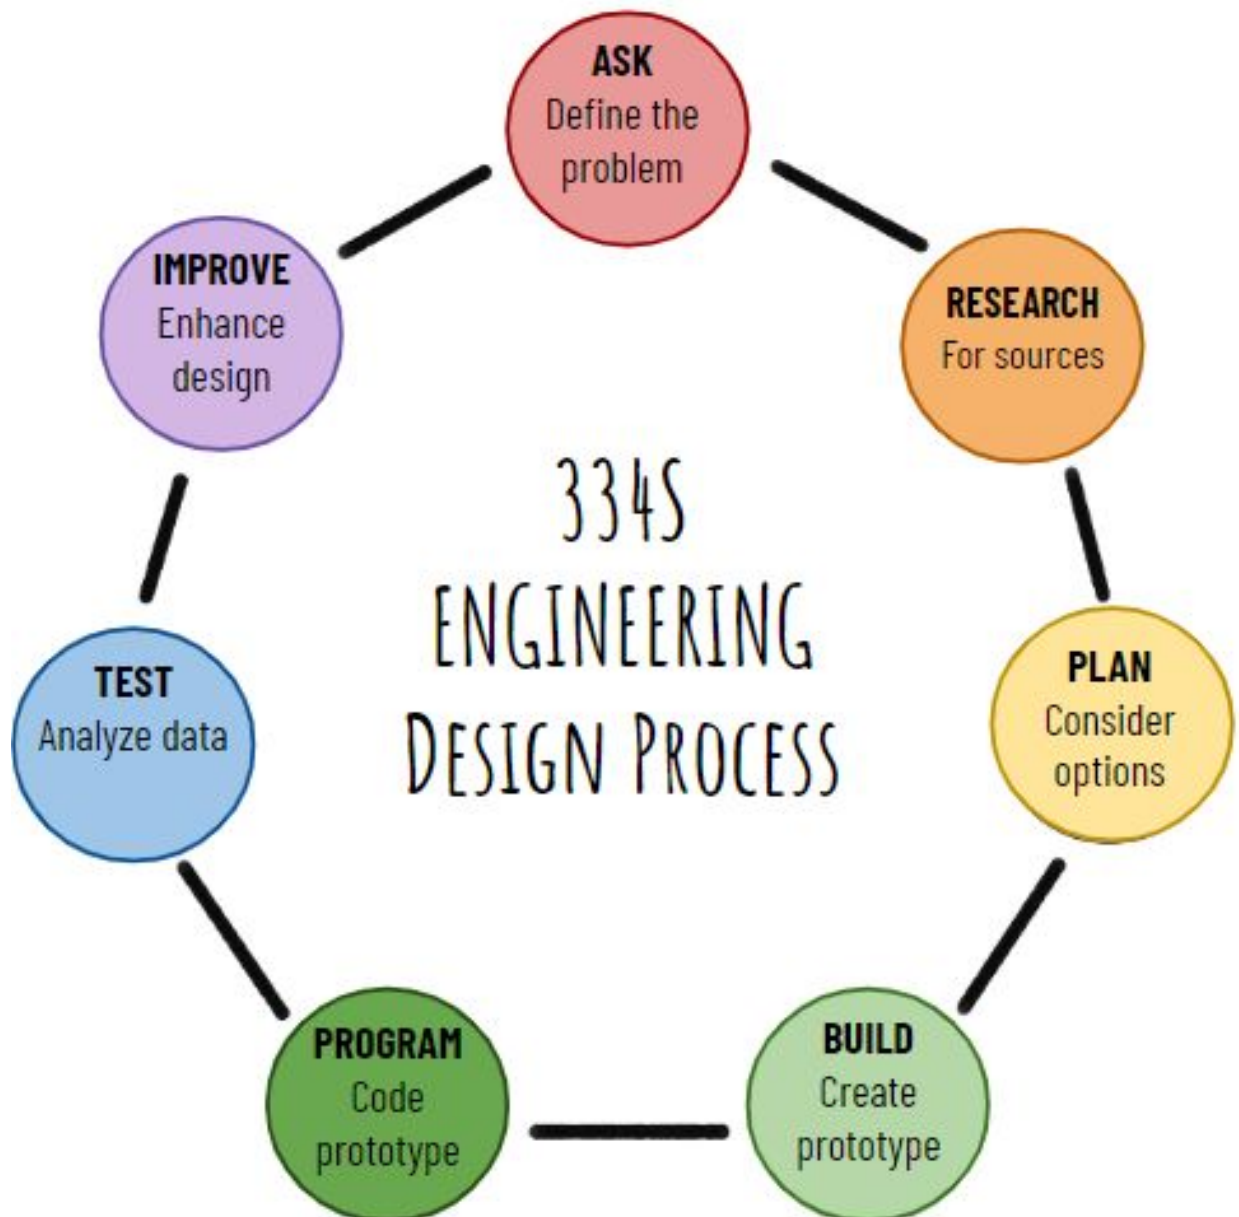 ASK
Define the
problem
RESEARCH
For sources
PLAN
Consider
options
BUILD
Create
prototype
PROGRAM
Code
prototype
TEST
Analyze data
IMPROVE
Enhance
design
334S
ENGINEERING
DESIGN PROCESS